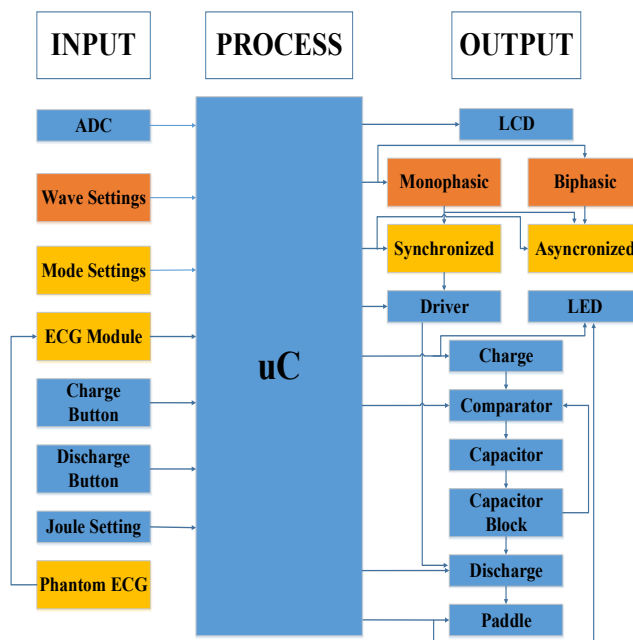 INPUT
PROCESS
OUTPUT
ADC
Wave Settings
Mode Settings
ECG Module
Charge
Button
Discharge
Button
Joule Setting
Phantom ECG
uC
LCD
Monophasic
Biphasic
Synchronized
Asyncronized
Driver
LED
Charge
Comparator
Capacitor
Capacitor
Block
Discharge
Paddle